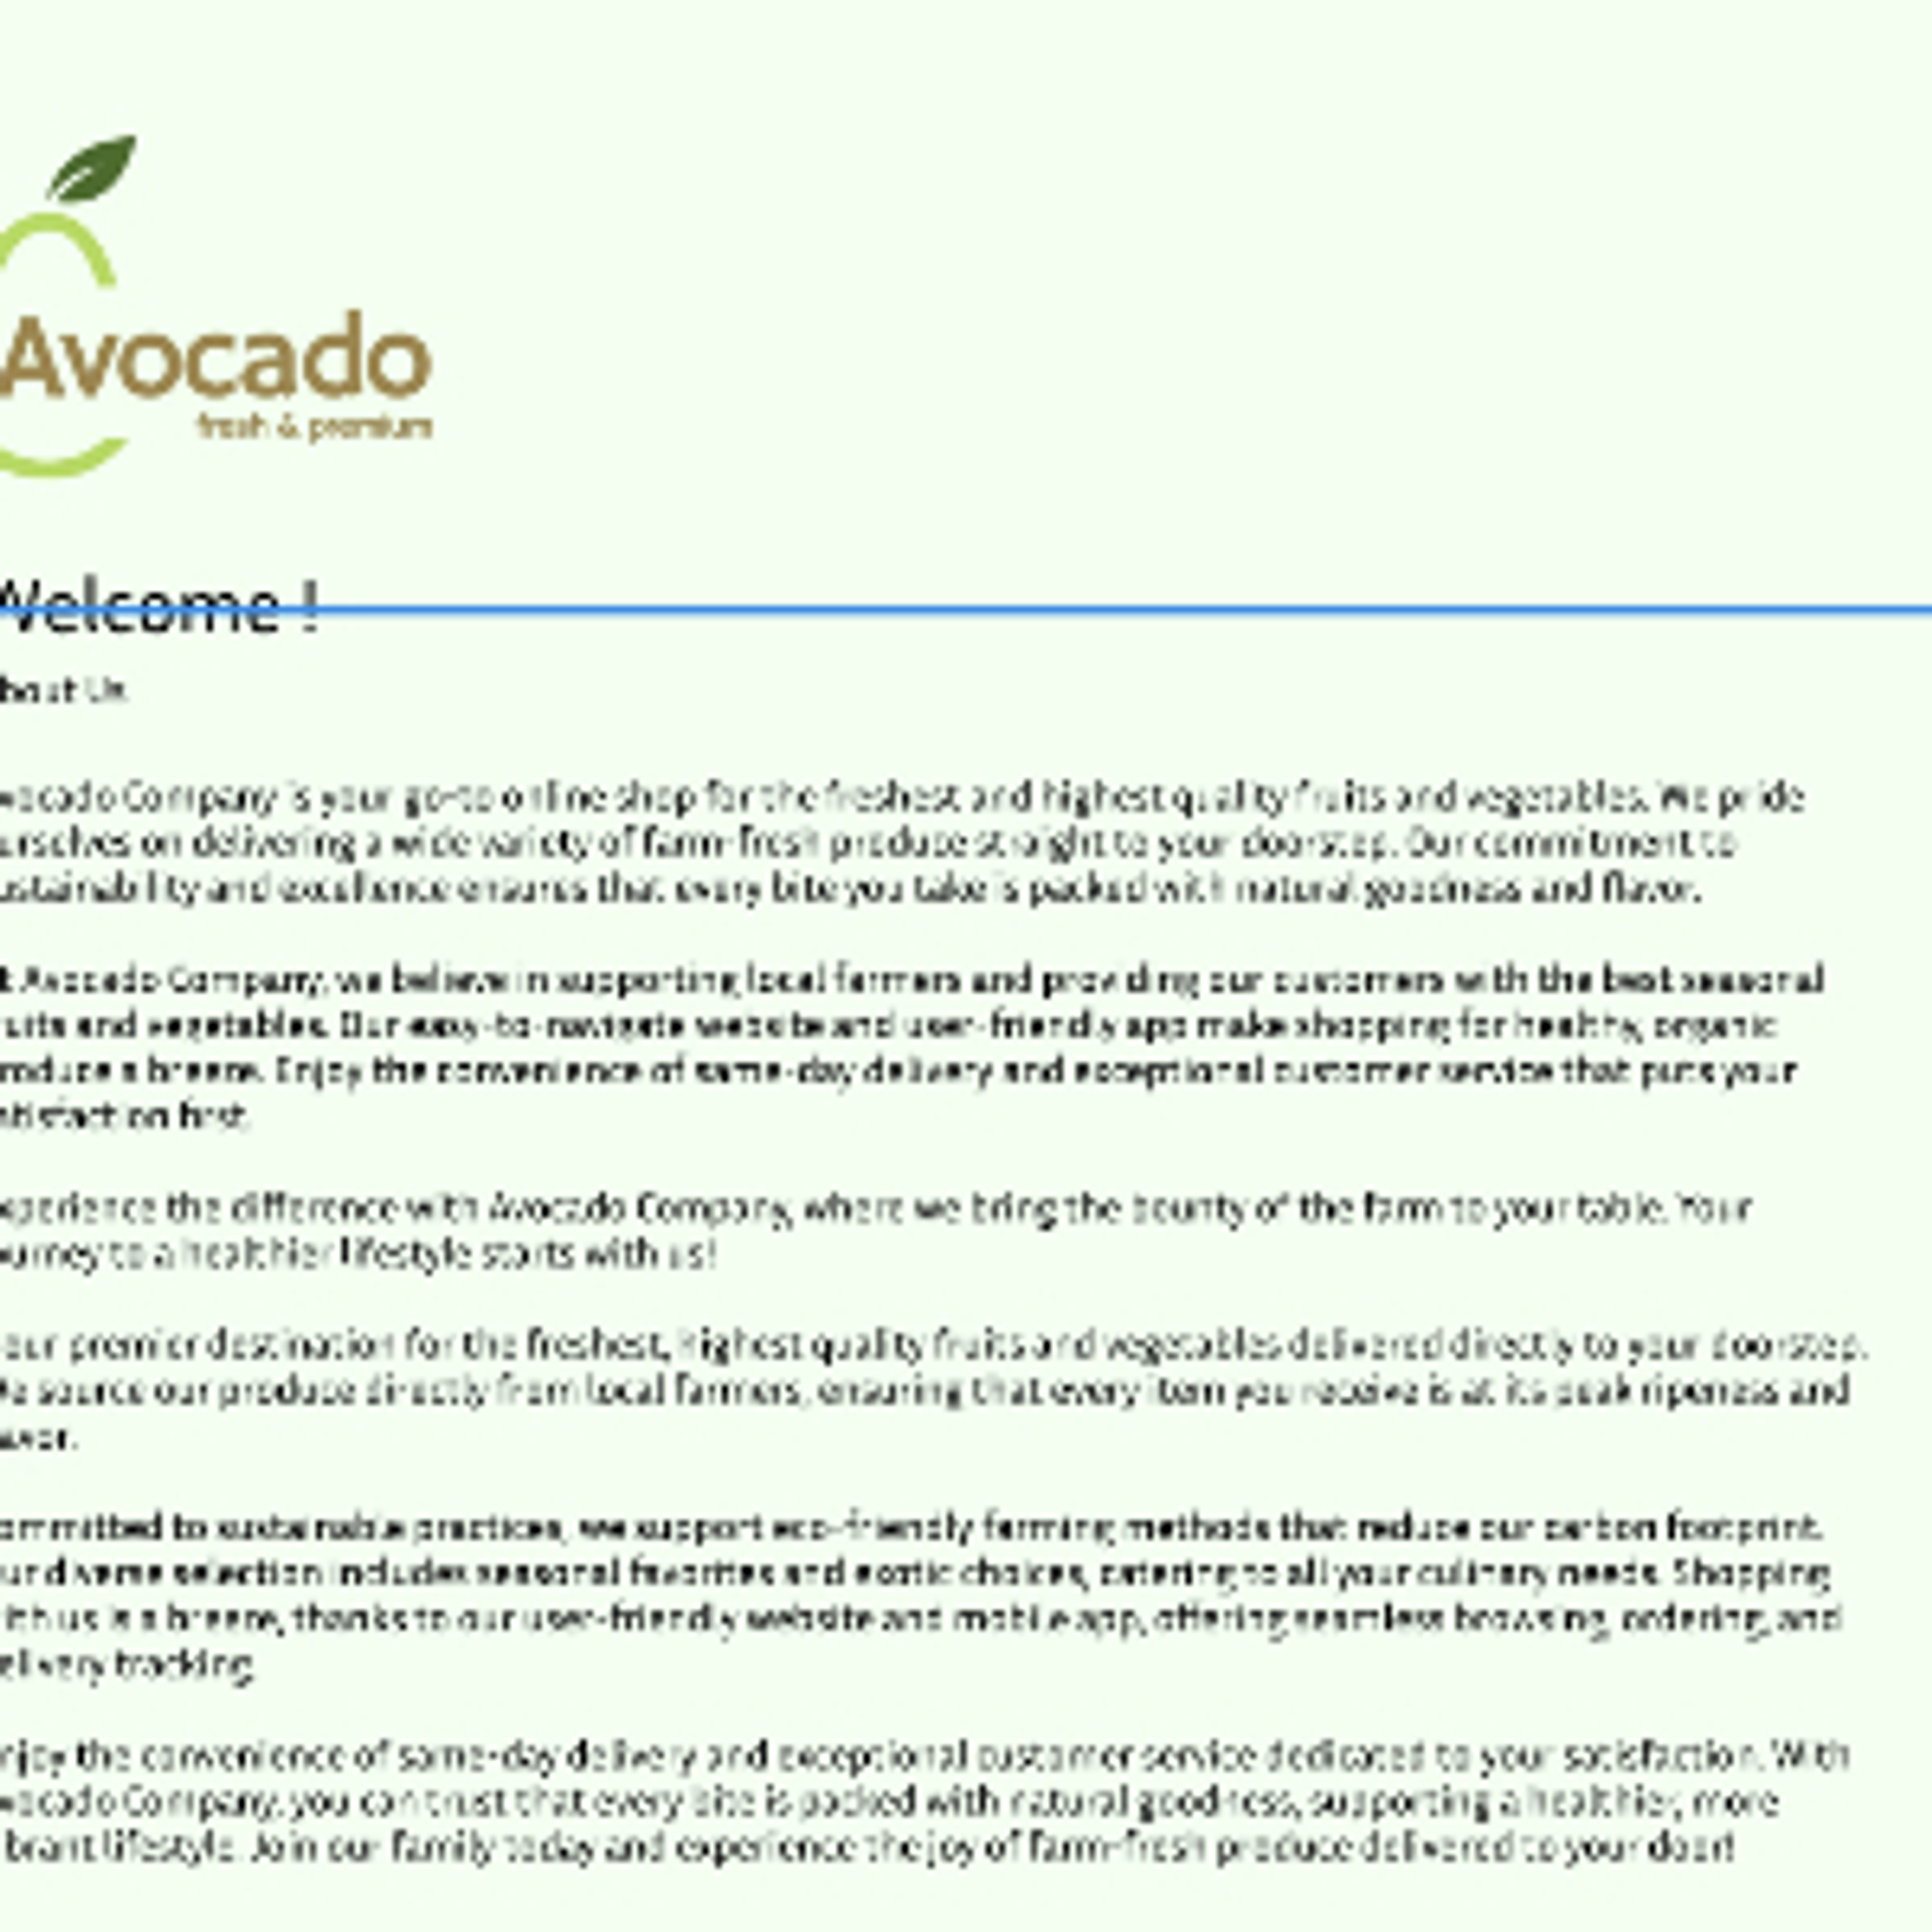 Avocado
fresh & premium
Welcome !
bout Us
vocado Company is your go-to online shop for the freshest and highest quality fruits and vegetables. We pride
urselves on delivering a wide variety of farm-fresh produce straight to your doorstep. Our commitment to
ustainability and excellence ensures that every bite you take is packed with natural goodness and flavor.
t Avocado Company, we believe in supporting local farmers and providing our customers with the best seasonal
ruits and vegetables. Our easy-to-navigate website and user-friendly app make shopping for healthy, organic
roduce a breeze. Enjoy the convenience of same-day delivery and exceptional customer service that puts your
atisfaction first.
xperience the difference with Avocado Company, where we bring the bounty of the farm to your table. Your
ourney to a healthier lifestyle starts with us!
our premier destination for the freshest, highest quality fruits and vegetables delivered directly to your doorstep.
We source our produce directly from local farmers, ensuring that every item you receive is at its peak ripeness and
avor.
ommitted to sustainable practices, we support eco-friendly farming methods that reduce our carbon footprint.
ur diverse selection includes seasonal favorites and exotic choices, catering to all your culinary needs. Shopping
ith us is a breeze, thanks to our user-friendly website and mobile app, offering seamless browsing, ordering, and
elivery tracking.
njoy the convenience of same-day delivery and exceptional customer service dedicated to your satisfaction. With
vocado Company, you can trust that every bite is packed with natural goodness, supporting a healthier, more
ibrant lifestyle. Join our family today and experience the joy of farm-fresh produce delivered to your door!